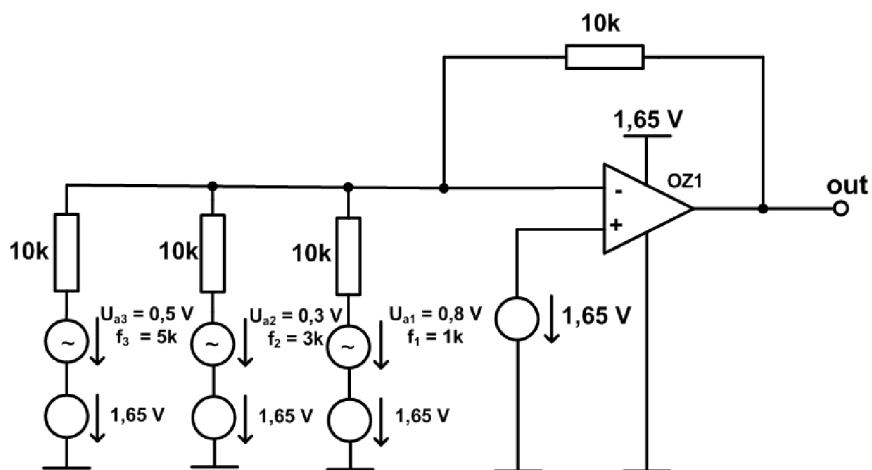 10k
1,65 V
OZ1
-
+
out
10k
10k
10k
Ua3 = 0,5 V
f3 = 5k
~
Ua2 = 0,3 V
f2 = 3k
~
Ua1 = 0,8 V
f1 = 1k
~
1,65 V
1,65 V
1,65 V
1,65 V